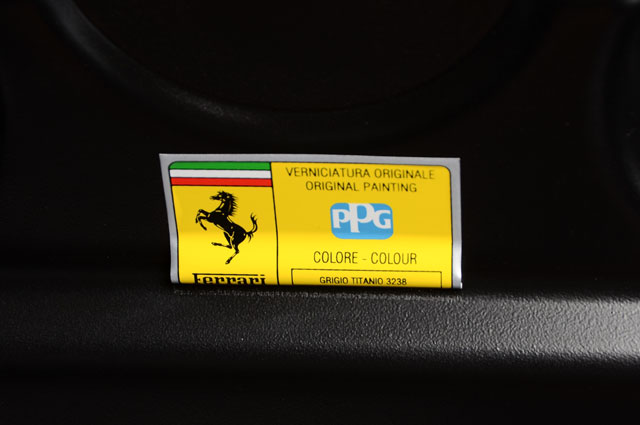 VERNICIATURA ORIGINALE
ORIGINAL PAINTING
PPG
COLORE - COLOUR
Ferrari
GRIGIO TITANIO 3238